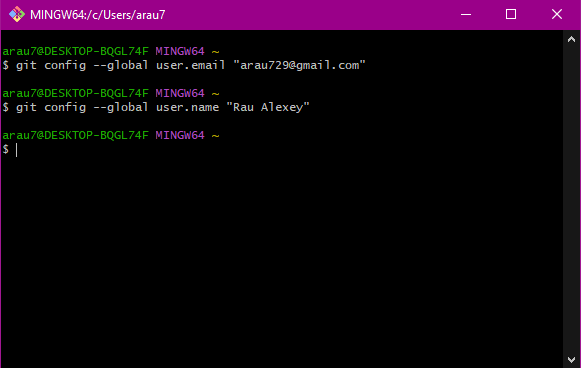 MINGW64:/c/Users/arau7
arau7@DESKTOP-BQGL74F MINGW64 ~
$ git config --global user.email "arau729@gmail.com"
arau7@DESKTOP-BQGL74F MINGW64 ~
$ git config --global user.name "Rau Alexey"
arau7@DESKTOP-BQGL74F MINGW64 ~
$